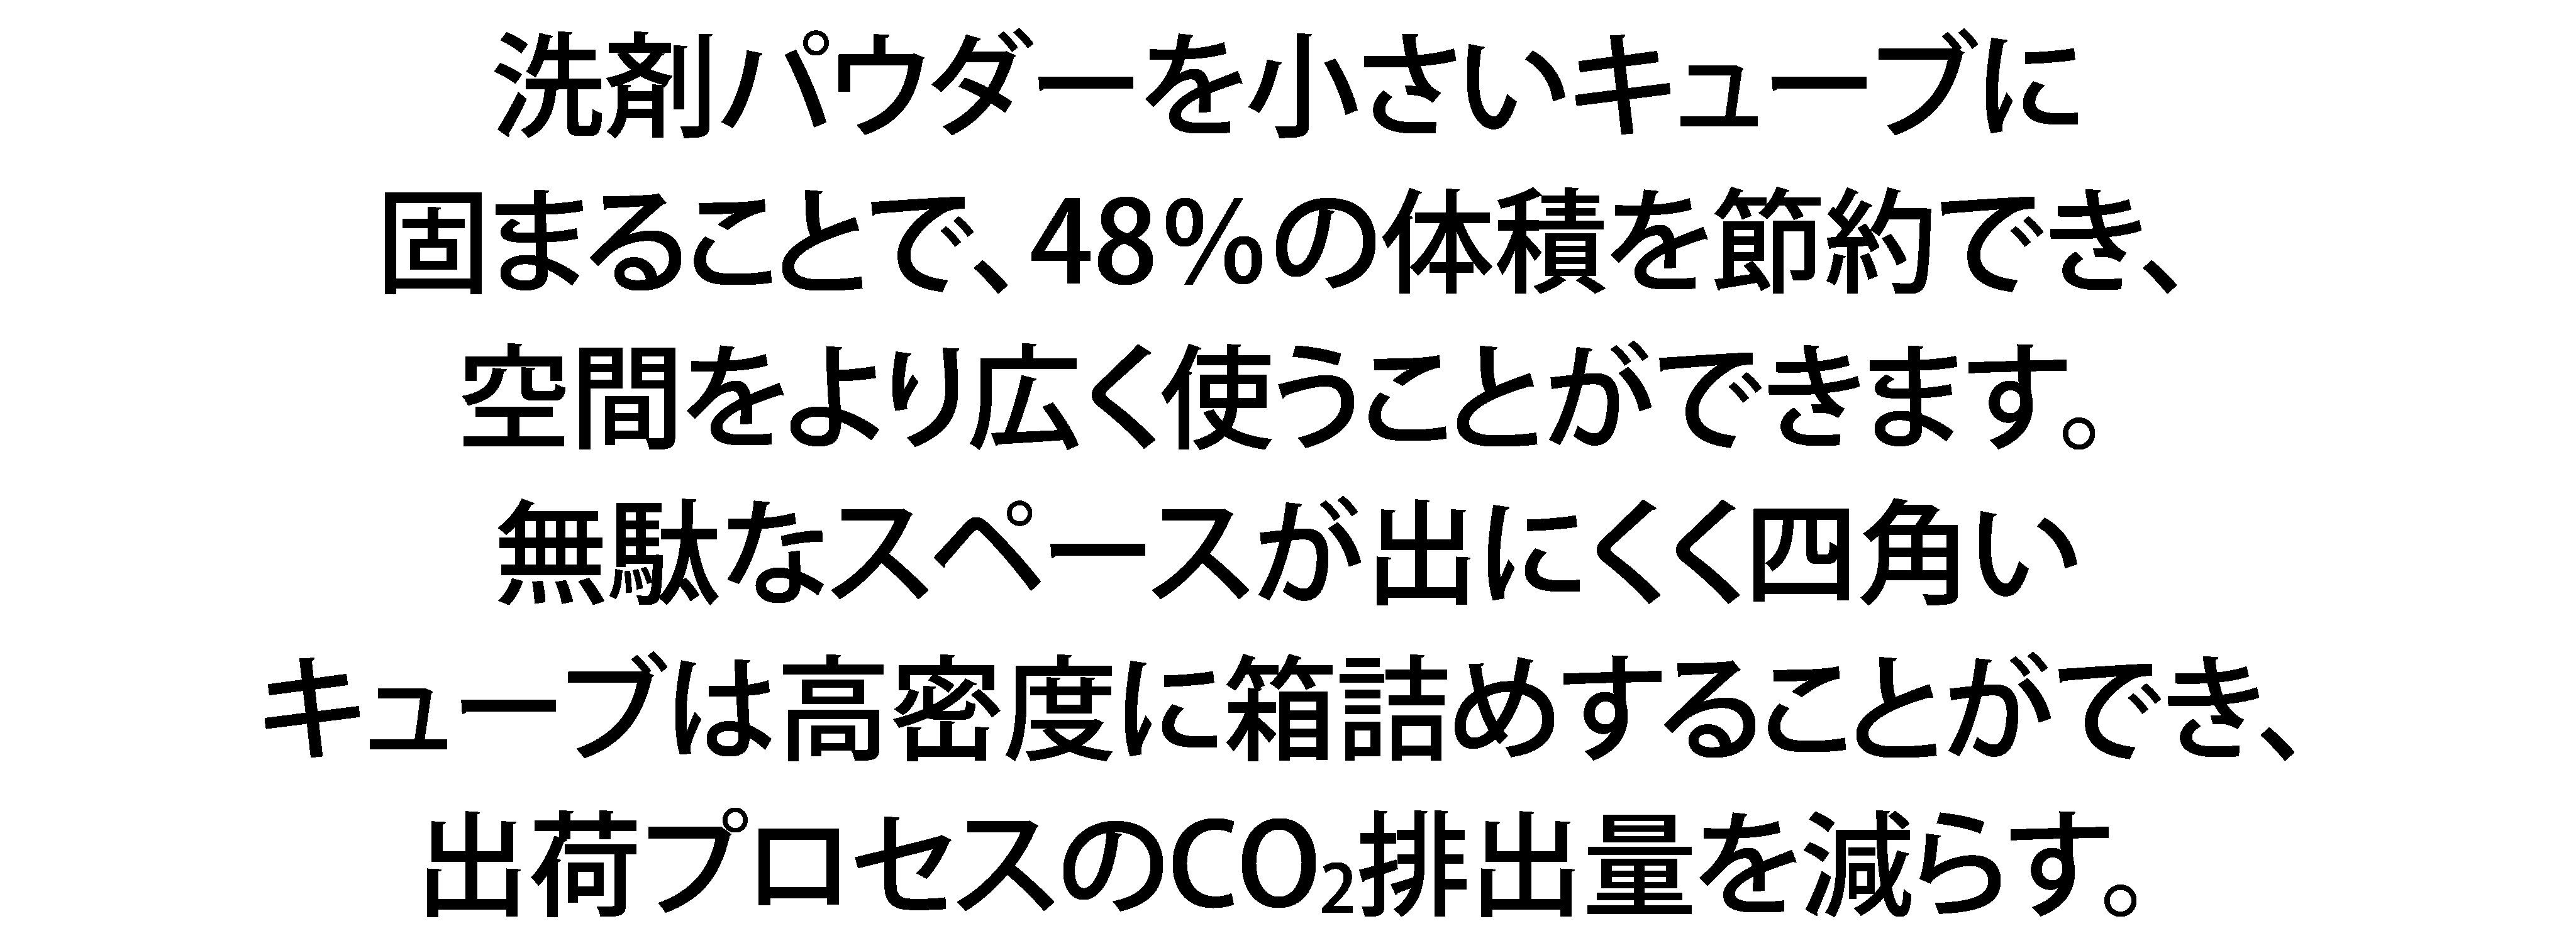 洗剤パウダーを小さいキューブに
固まることで、48%の体積を節約でき、
空間をより広く使うことができます。
無駄なスペースが出にくく四角い
キューブは高密度に箱詰めすることができ、
出荷プロセスのCO₂排出量を減らす。